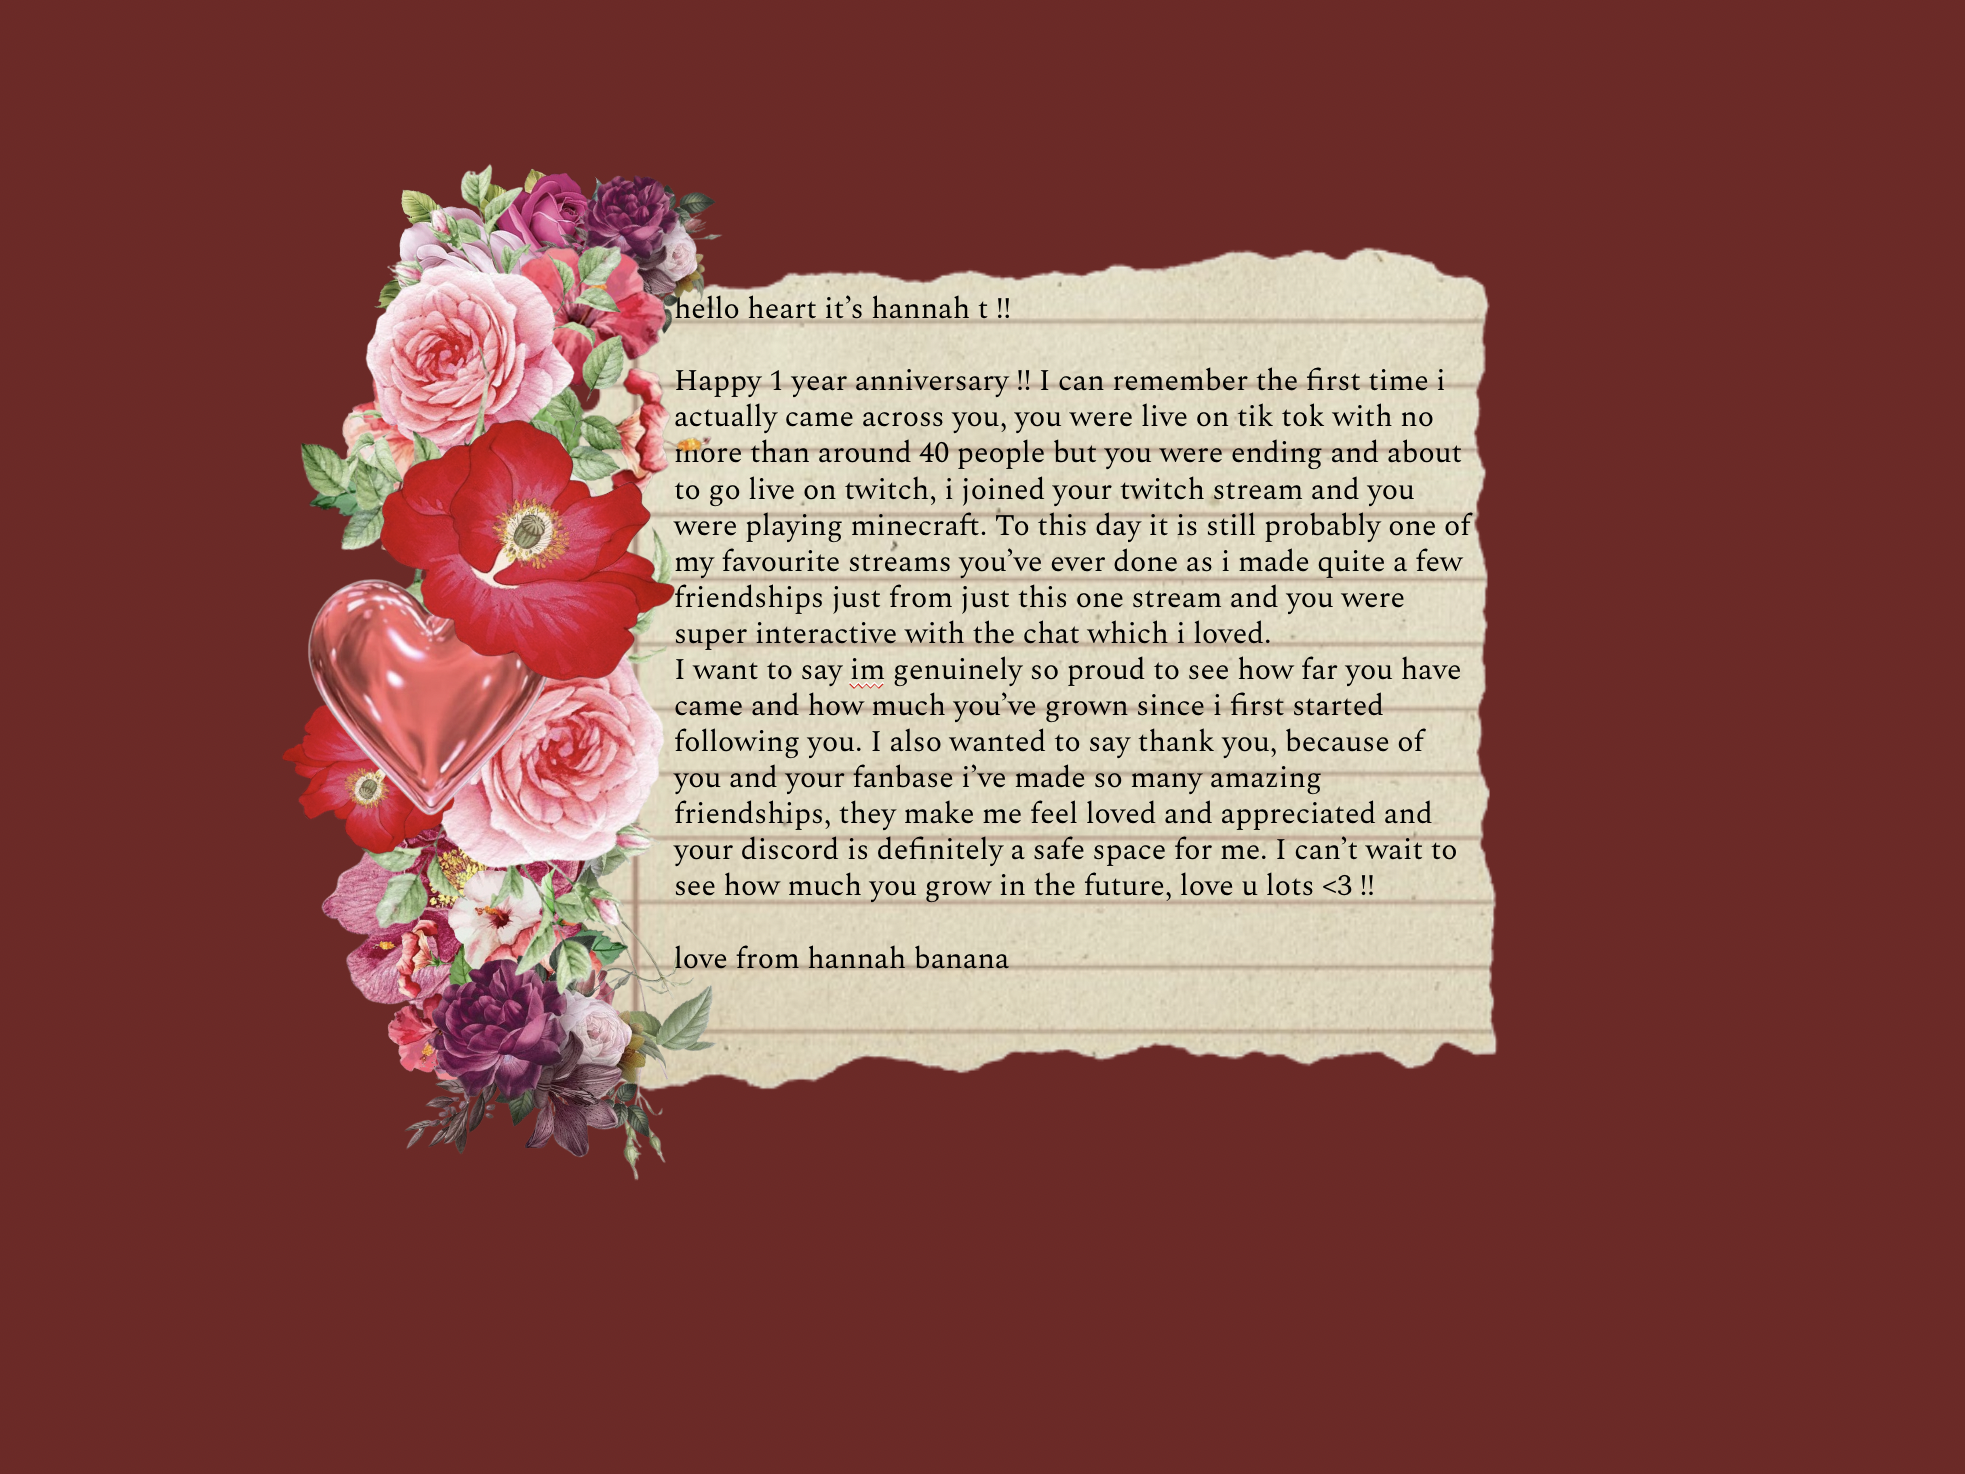 hello heart it’s hannah t !!
Happy 1 year anniversary !! I can remember the first time i
actually came across you, you were live on tik tok with no
more than around 40 people but you were ending and about
to go live on twitch, i joined your twitch stream and you
were playing minecraft. To this day it is still probably one of
my favourite streams you’ve ever done as i made quite a few
friendships just from just this one stream and you were
super interactive with the chat which i loved.
I want to say im genuinely so proud to see how far you have
came and how much you’ve grown since i first started
following you. I also wanted to say thank you, because of
you and your fanbase i’ve made so many amazing
friendships, they make me feel loved and appreciated and
your discord is definitely a safe space for me. I can’t wait to
see how much you grow in the future, love u lots <3 !!
love from hannah banana